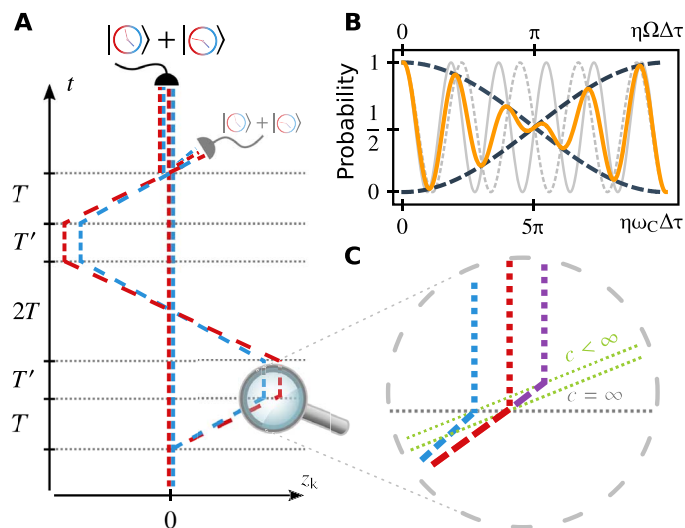 A
|⟩ + |⟩
t
|⟩ + |⟩
T
T′
2T
T′
T
0
z_k
B
0
π
ηΩΔτ
Probability
1
1/2
0
0
5π
ηω_CΔτ
C
c < ∞
c = ∞